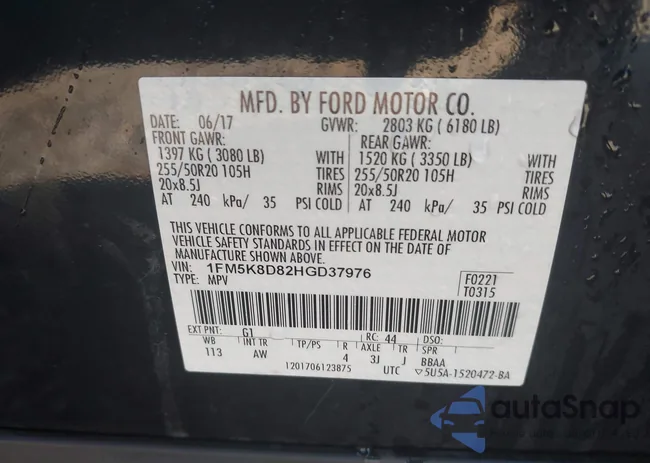 MFD. BY FORD MOTOR CO.
DATE: 06/17 GVWR: 2803 KG ( 6180 LB)
FRONT GAWR: REAR GAWR:
1397 KG ( 3080 LB) WITH 1520 KG ( 3350 LB) WITH
255/50R20 105H TIRES 255/50R20 105H TIRES
20x8.5J RIMS 20x8.5J RIMS
AT 240 kPa/ 35 PSI COLD AT 240 kPa/ 35 PSI COLD
THIS VEHICLE CONFORMS TO ALL APPLICABLE FEDERAL MOTOR
VEHICLE SAFETY STANDARDS IN EFFECT ON THE DATE OF
MANUFACTURE SHOWN ABOVE.
VIN: 1FM5K8D82HGD37976 F0221
TYPE: MPV T0315
EXT PNT: G1 RC: 44 DSO:
WB INT TR TP/PS R AXLE TR SPR
113 AW 4 3J J BBAA
1201706123875 UTC ▽5U5A-1520472-BA
autoSnap